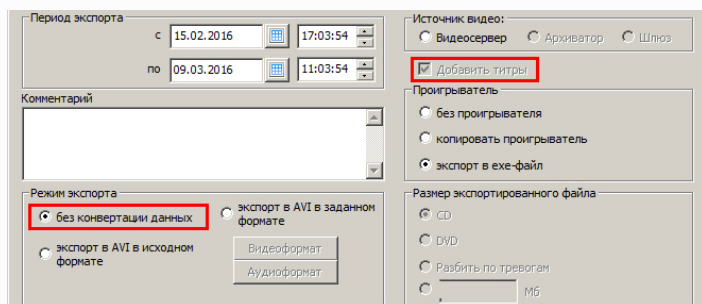 Период экспорта
с 15.02.2016 17:03:54
по 09.03.2016 11:03:54
Комментарий
Режим экспорта
без конвертации данных
экспорт в AVI в заданном
формате
экспорт в AVI в исходном
формате
Видеоформат
Аудиоформат
Источник видео:
Видеосервер Архиватор Шлюз
Добавить титры
Проигрыватель
без проигрывателя
копировать проигрыватель
экспорт в exe-файл
Размер экспортированного файла
CD
DVD
Разбить по тревогам
, Мб